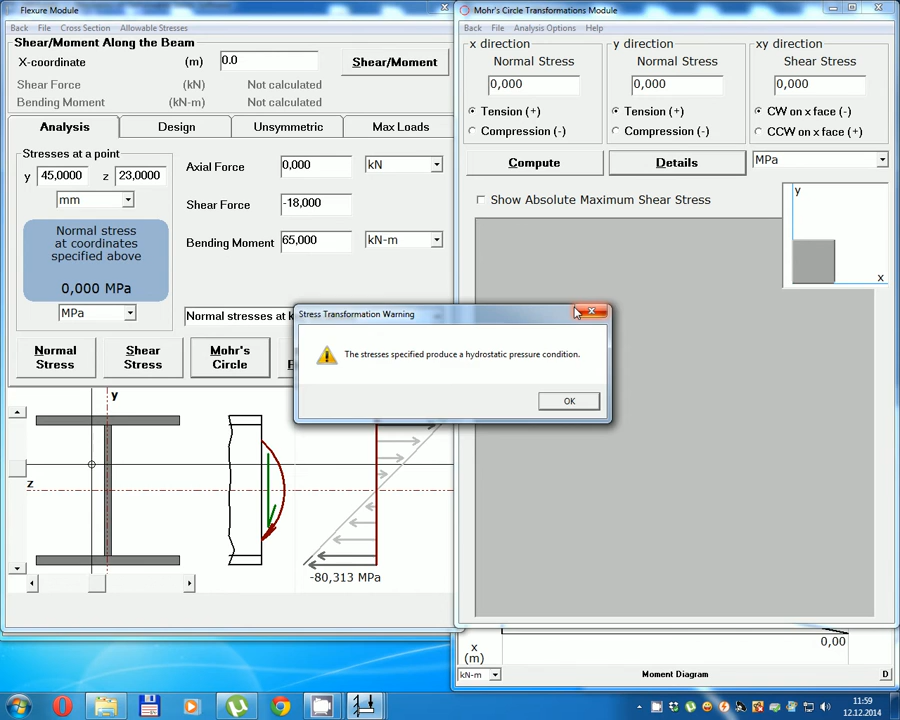 Flexure Module
Back File Cross Section Allowable Stresses
Shear/Moment Along the Beam
X-coordinate (m) 0.0 Shear/Moment
Shear Force (kN) Not calculated
Bending Moment (kN-m) Not calculated
Analysis Design Unsymmetric Max Loads
Stresses at a point
y 45,0000 z 23,0000
mm
Normal stress
at coordinates
specified above
0,000 MPa
MPa
Axial Force 0,000 kN
Shear Force -18,000
Bending Moment 65,000 kN-m
Normal stresses at
Normal
Stress
Shear
Stress
Mohr's
Circle
y
z
-80,313 MPa
Mohr's Circle Transformations Module
Back File Analysis Options Help
x direction
Normal Stress
0,000
Tension (+)
Compression (-)
y direction
Normal Stress
0,000
Tension (+)
Compression (-)
xy direction
Shear Stress
0,000
CW on x face (-)
CCW on x face (+)
Compute Details MPa
Show Absolute Maximum Shear Stress
y
x
Stress Transformation Warning
The stresses specified produce a hydrostatic pressure condition.
OK
x
(m)
0,00
kN-m Moment Diagram D
11:59
12.12.2014